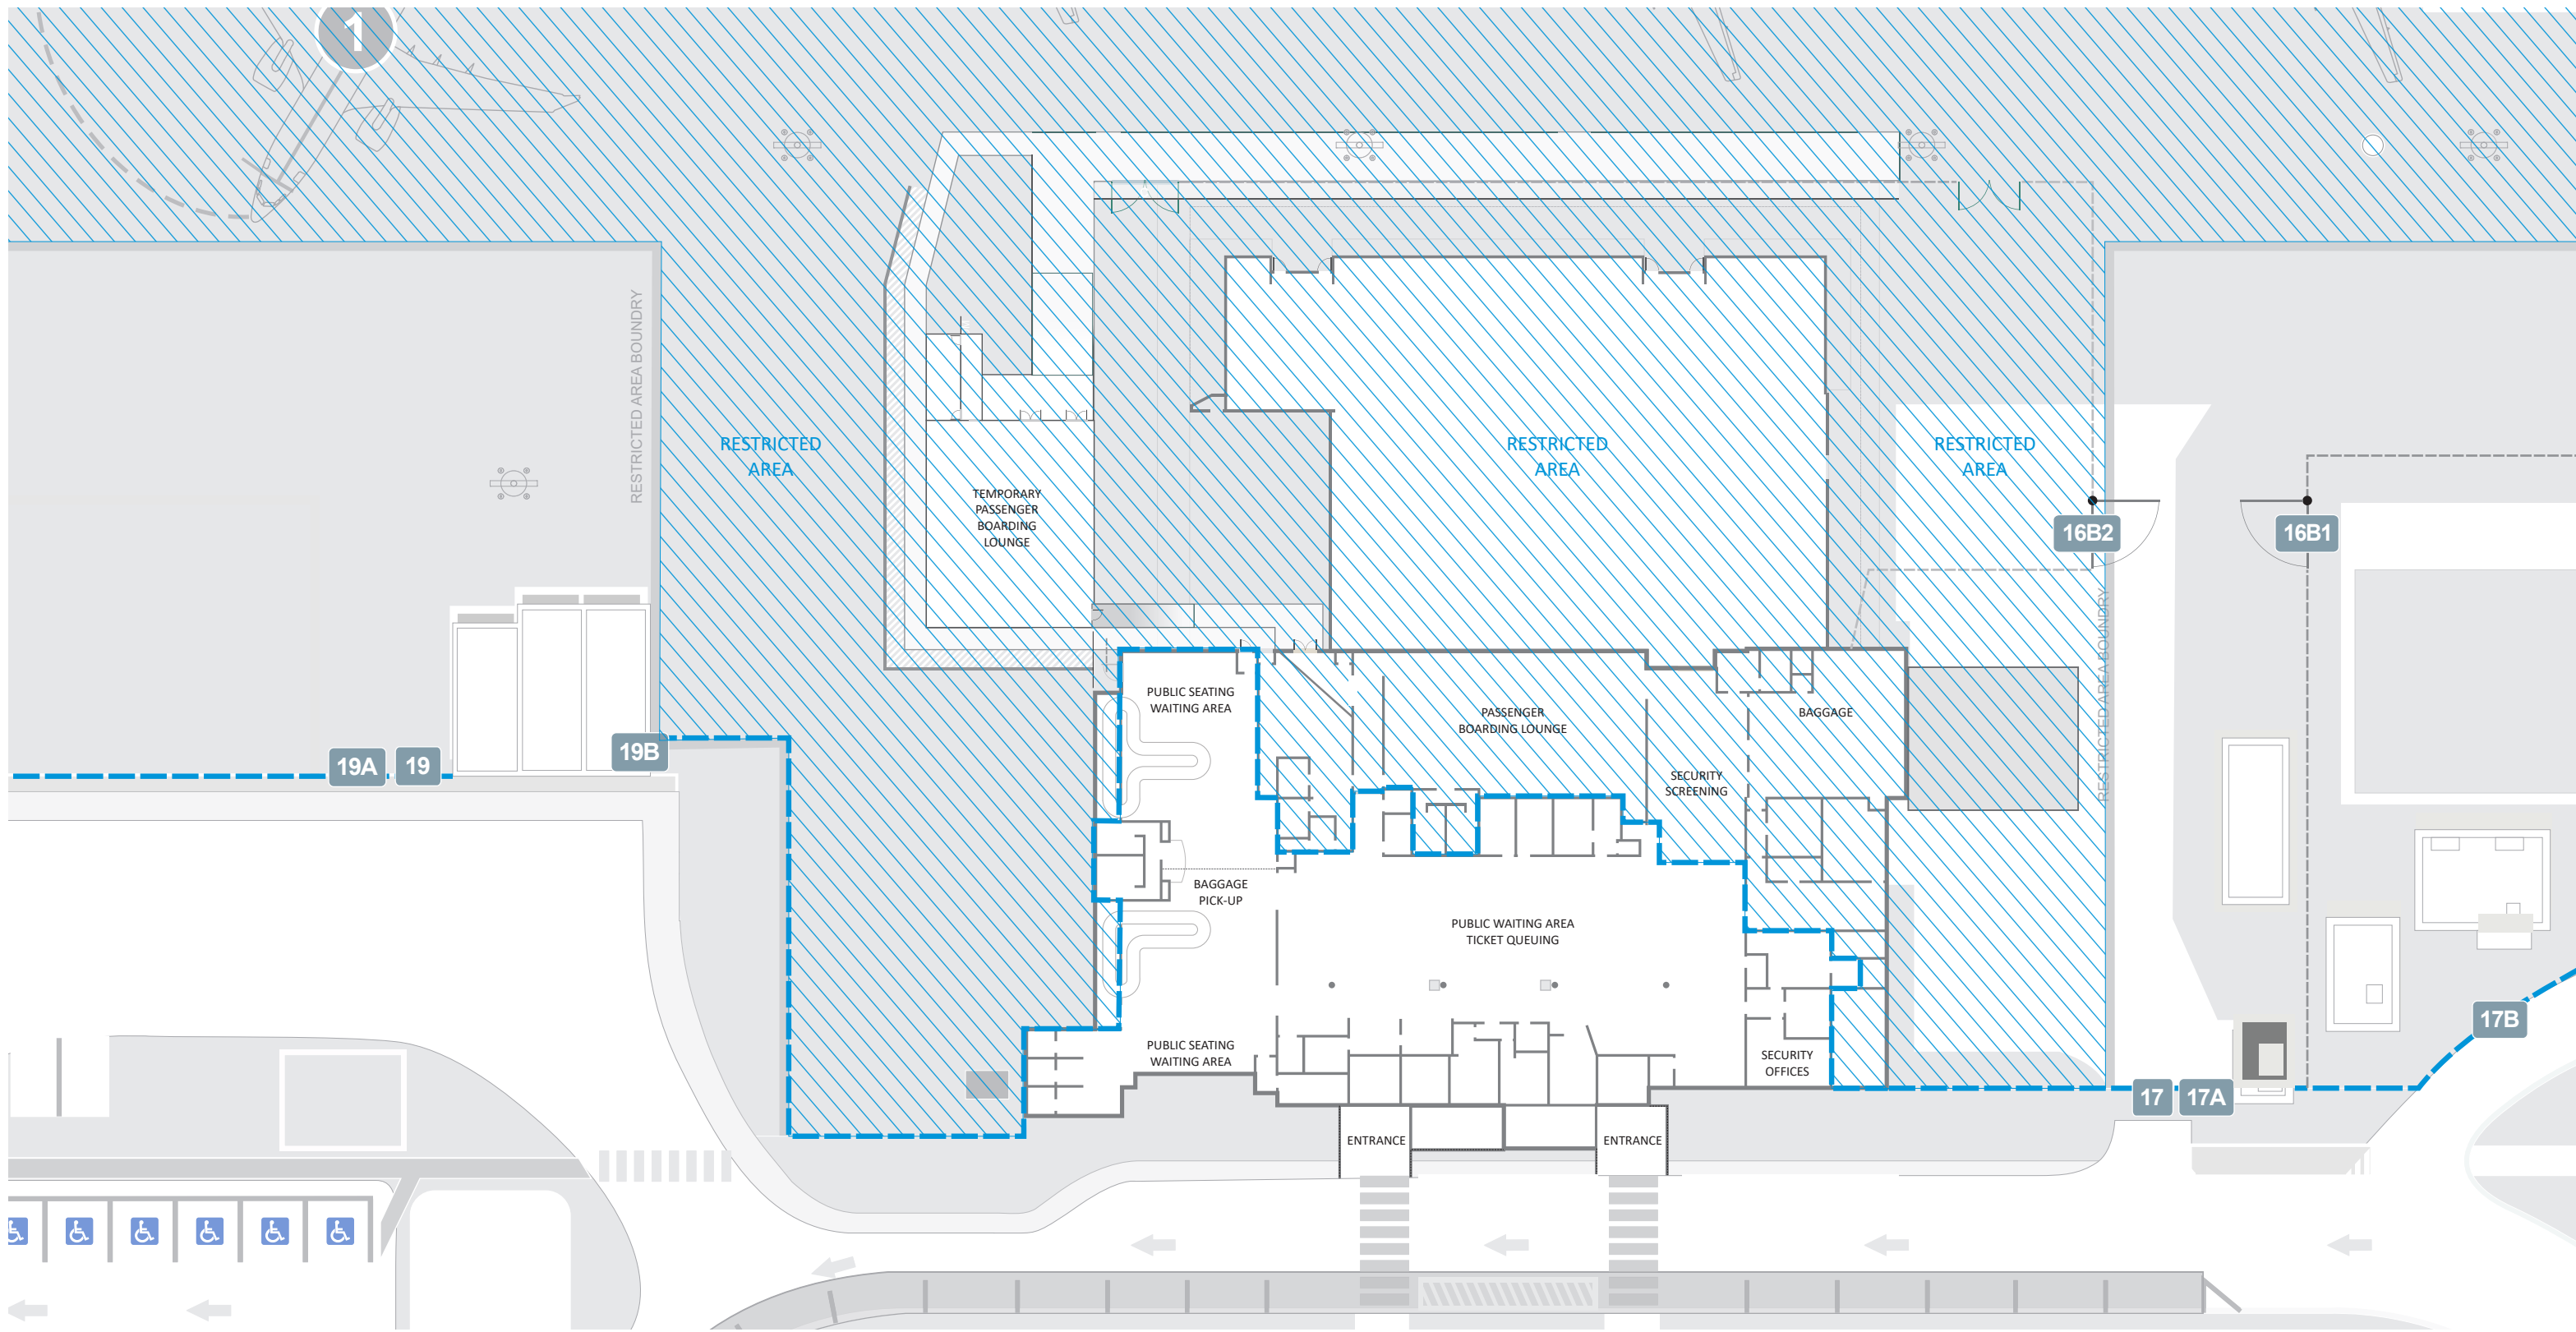 1
RESTRICTED AREA BOUNDRY
RESTRICTED
AREA
RESTRICTED
AREA
RESTRICTED
AREA
TEMPORARY
PASSENGER
BOARDING
LOUNGE
16B2
16B1
RESTRICTED AREA BOUNDRY
PUBLIC SEATING
WAITING AREA
PASSENGER
BOARDING LOUNGE
BAGGAGE
19A
19
19B
SECURITY
SCREENING
BAGGAGE
PICK-UP
PUBLIC WAITING AREA
TICKET QUEUING
17B
PUBLIC SEATING
WAITING AREA
SECURITY
OFFICES
17
17A
ENTRANCE
ENTRANCE